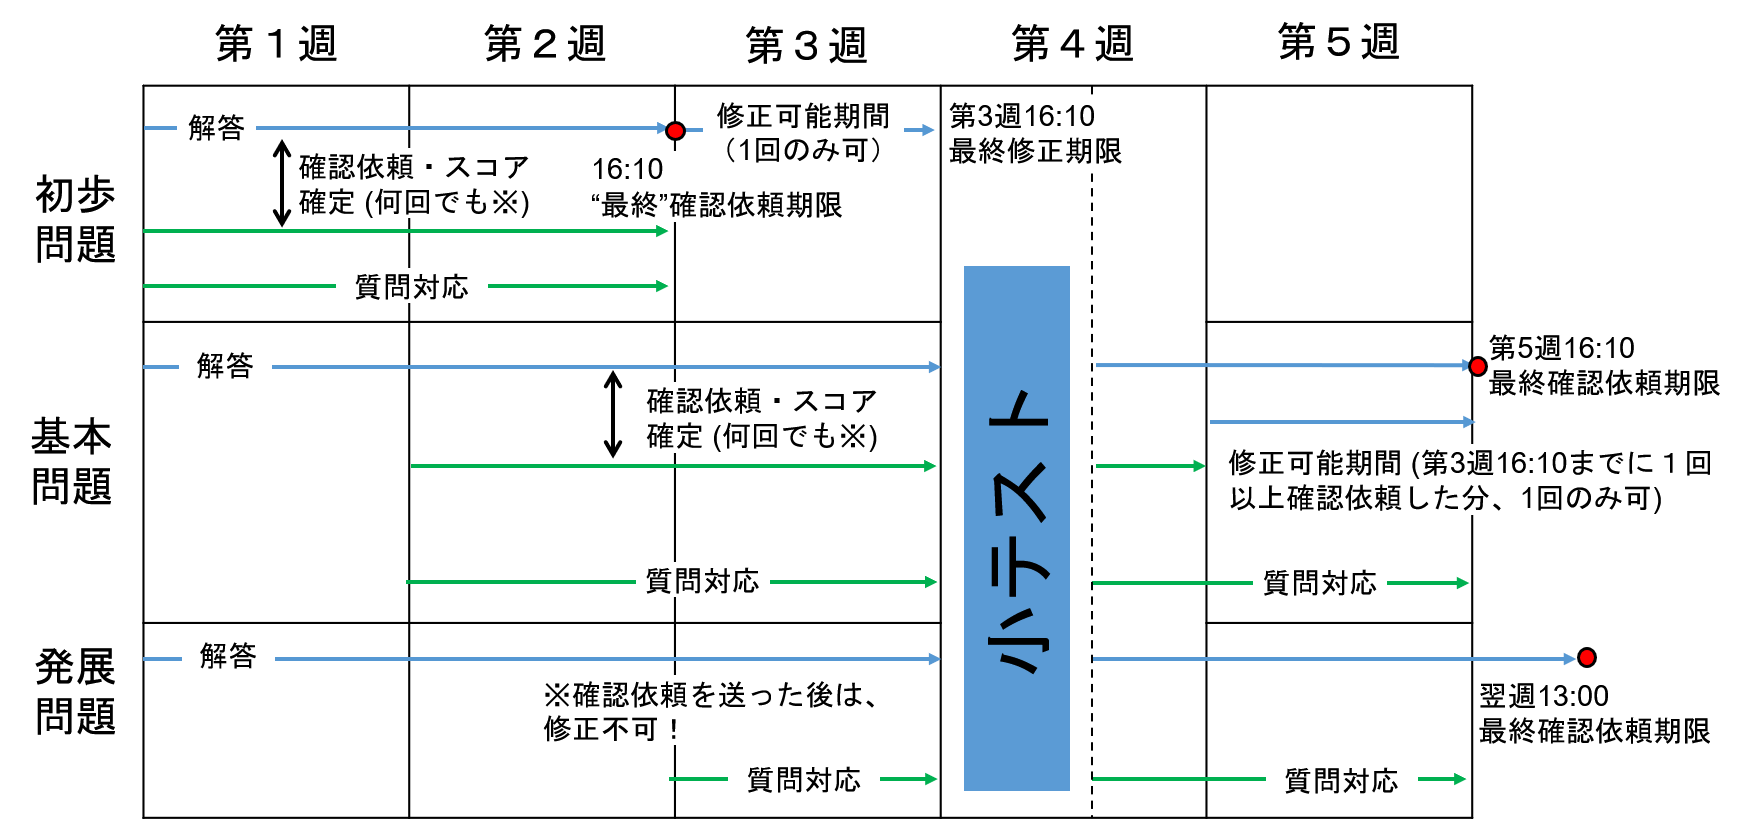 第１週
第２週
第３週
第４週
第５週
初歩
問題
解答
確認依頼・スコア
確定 (何回でも※)
16:10
“最終”確認依頼期限
修正可能期間
（1回のみ可）
第3週16:10
最終修正期限
質問対応
基本
問題
解答
確認依頼・スコア
確定 (何回でも※)
質問対応
小テスト
第5週16:10
最終確認依頼期限
修正可能期間 (第3週16:10までに１回
以上確認依頼した分、1回のみ可)
質問対応
発展
問題
解答
※確認依頼を送った後は、
修正不可！
質問対応
翌週13:00
最終確認依頼期限
質問対応